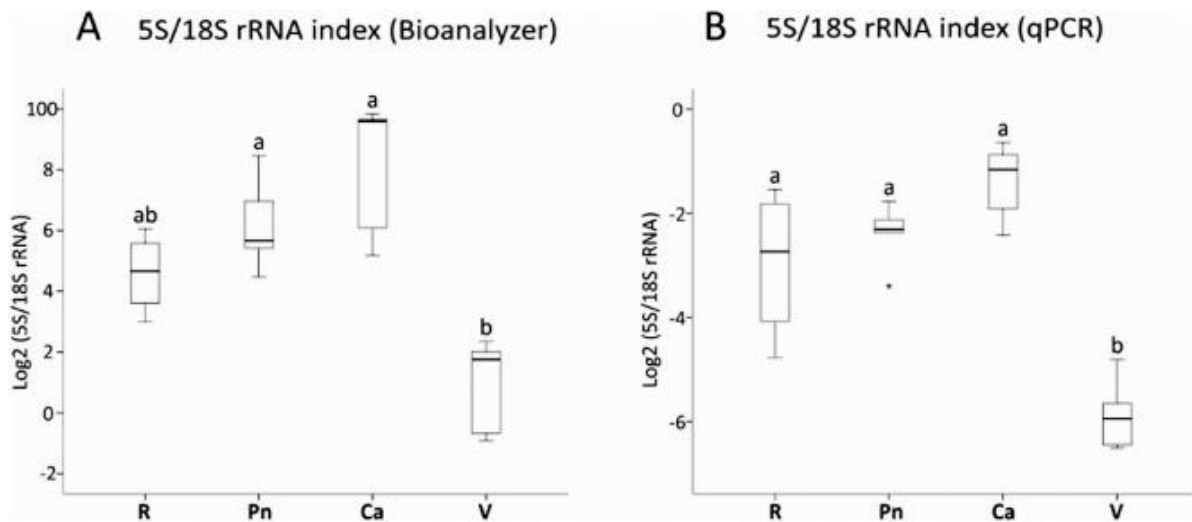 A 5S/18S rRNA index (Bioanalyzer)
Log2 (5S/18S rRNA)
100
8
6
4
2
0
-2
ab
a
a
b
R Pn Ca V
B 5S/18S rRNA index (qPCR)
Log2 (5S/18S rRNA)
0
-2
-4
-6
a
a
a
*
b
R Pn Ca V